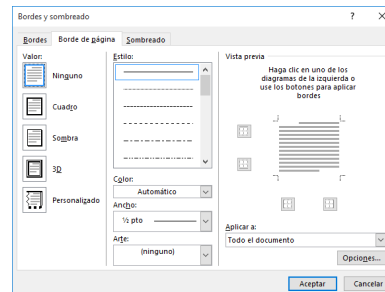 Bordes y sombreado
? ×
Bordes
Borde de página
Sombreado
Valor:
Ninguno
Cuadro
Sombra
3D
Personalizado
Estilo:
Color:
Automático
Ancho:
½ pto
Arte:
(ninguno)
Vista previa
Haga clic en uno de los
diagramas de la izquierda o
use los botones para aplicar
bordes
Aplicar a:
Todo el documento
Opciones...
Aceptar
Cancelar